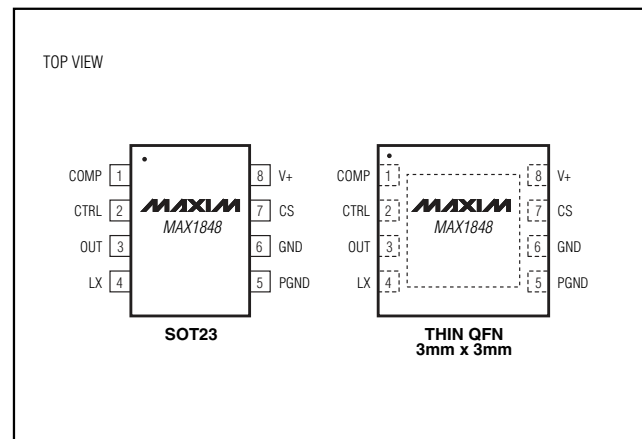 TOP VIEW
COMP 1 8 V+
CTRL 2 7 CS
OUT 3 6 GND
LX 4 5 PGND
MAXIM
MAX1848
SOT23
COMP 1 8 V+
CTRL 2 7 CS
OUT 3 6 GND
LX 4 5 PGND
MAXIM
MAX1848
THIN QFN
3mm x 3mm